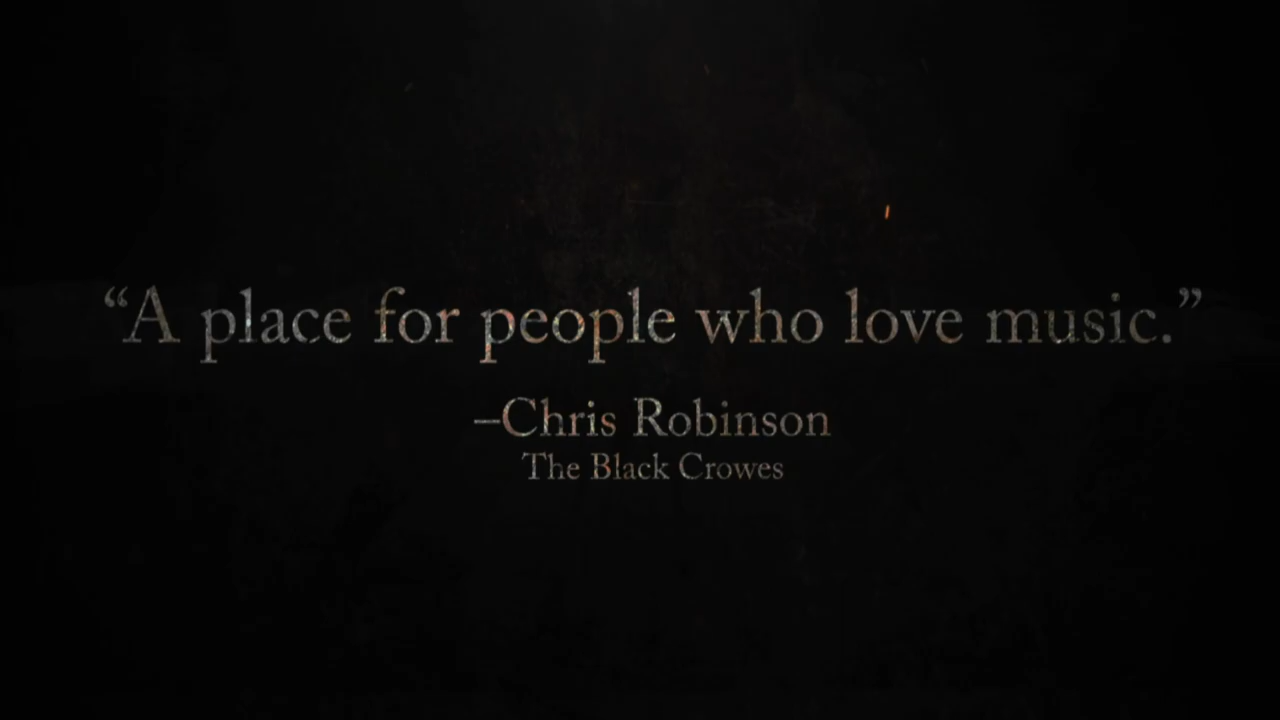 “A place for people who love music.”
–Chris Robinson
The Black Crowes